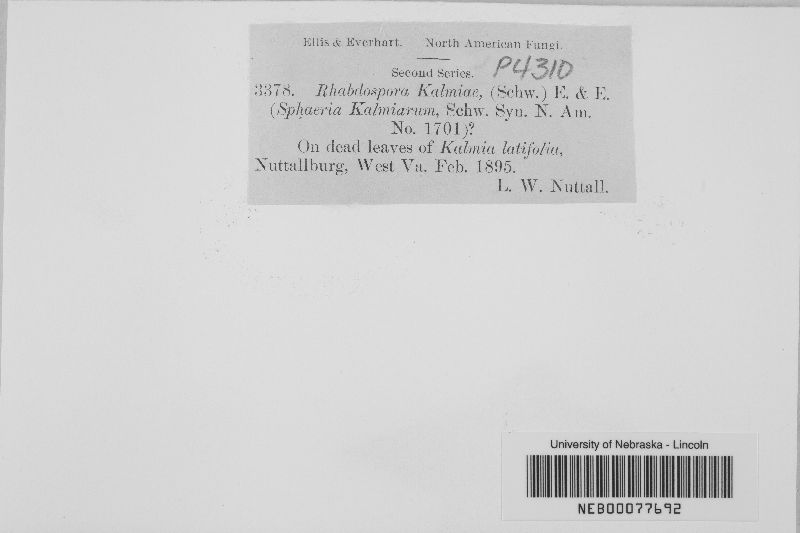 Ellis & Everhart. North American Fungi.
Second Series. P4310
3378. Rhabdospora Kalmiae, (Schw.) E. & E.
(Sphaeria Kalmiarum, Schw. Syn. N. Am.
No. 1701)?
On dead leaves of Kalmia latifolia,
Nuttallburg, West Va. Feb. 1895.
L. W. Nuttall.
University of Nebraska - Lincoln
NEB00077692